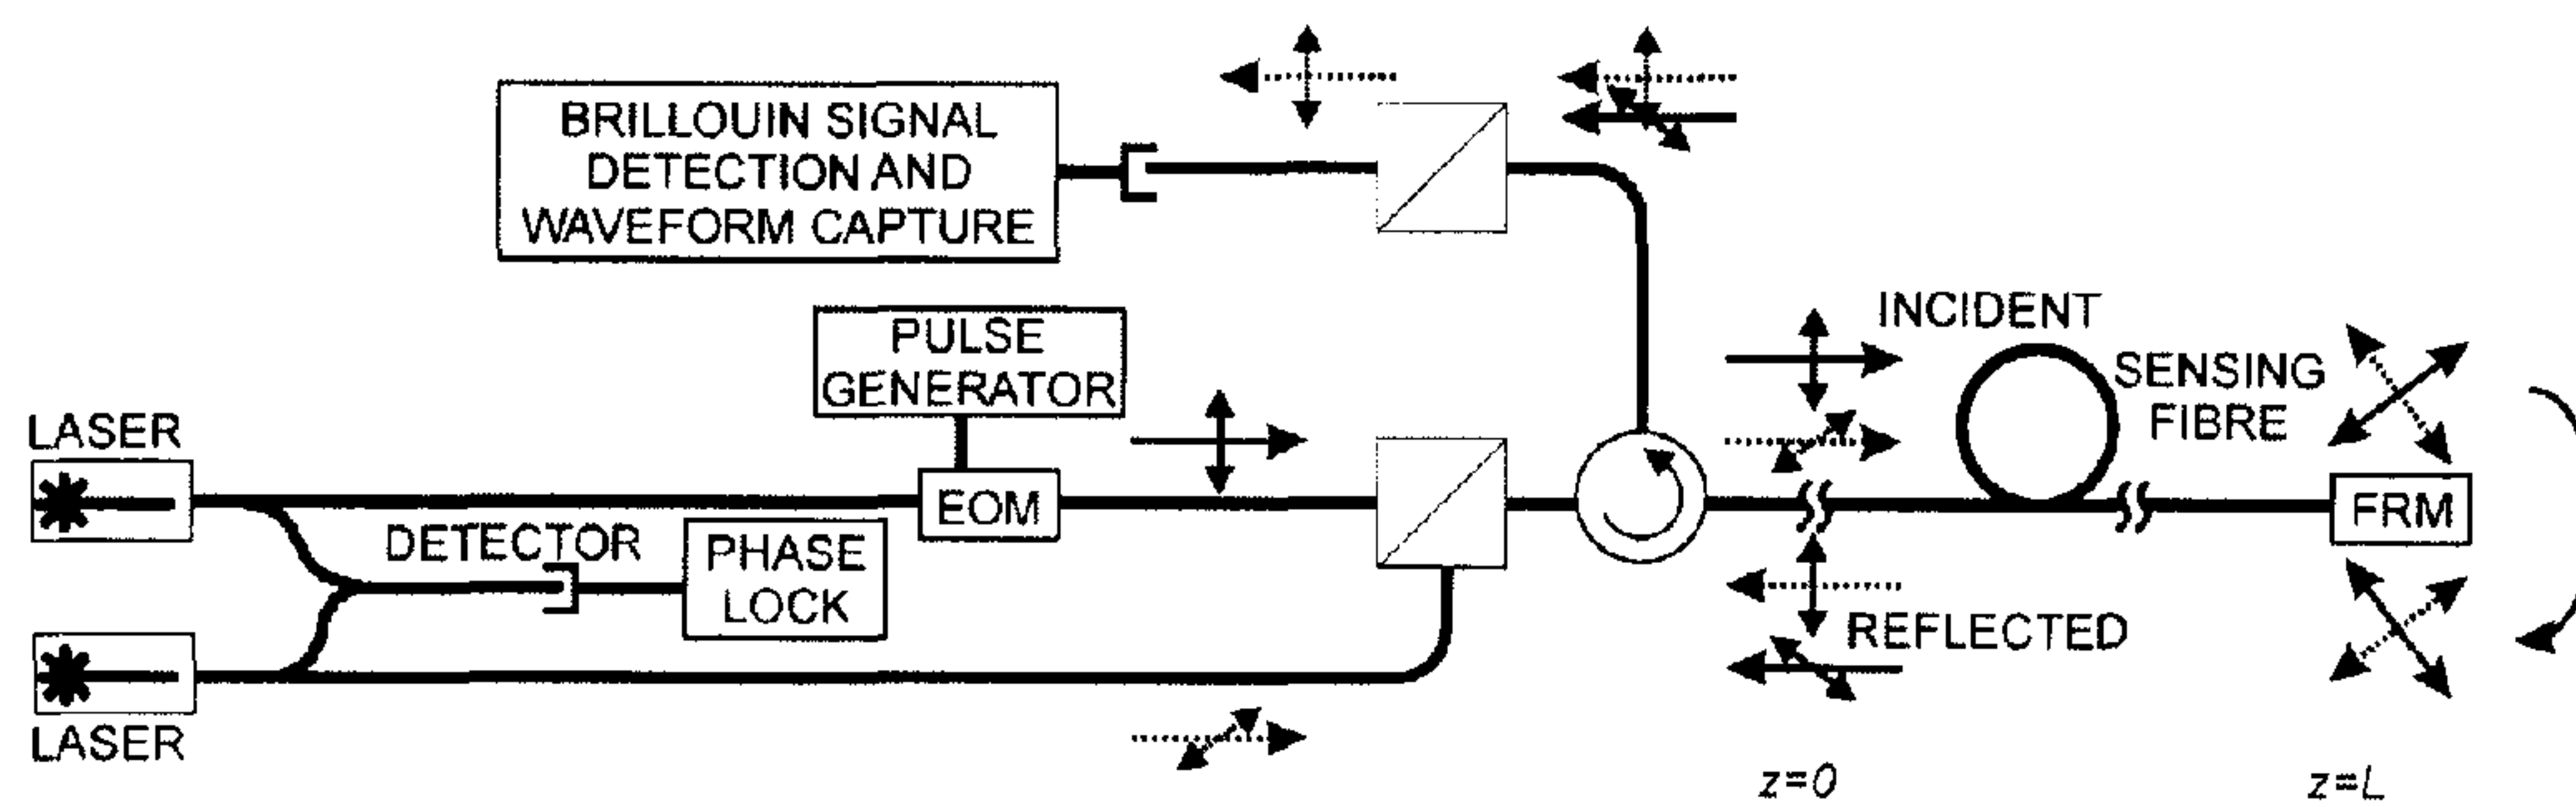 BRILLOUIN SIGNAL
DETECTION AND
WAVEFORM CAPTURE
PULSE
GENERATOR
INCIDENT
SENSING
FIBRE
LASER
EOM
FRM
DETECTOR
PHASE
LOCK
REFLECTED
LASER
z=0
z=L